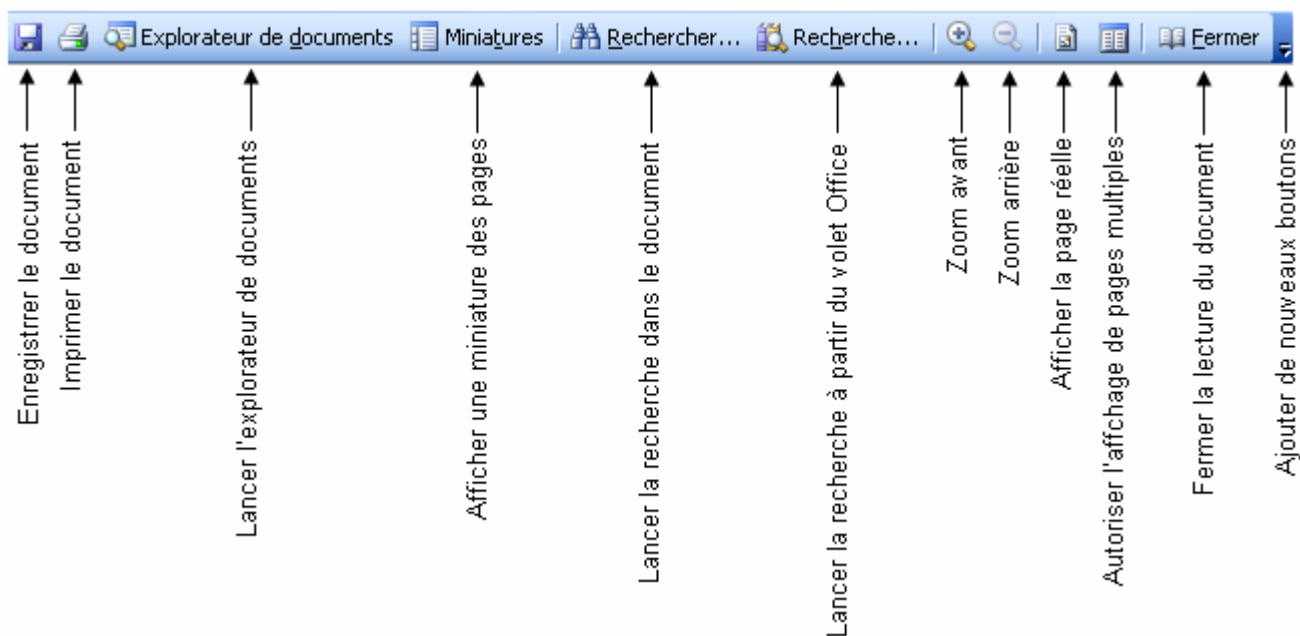 Explorateur de documents Miniatures Rechercher... Recherche... Fermer
Enregistrrer le document
Imprimer le document
Lancer l'explorateur de documents
Afficher une miniature des pages
Lancer la recherche dans le document
Lancer la recherche à partir du volet Office
Zoom avant
Zoom arrière
Afficher la page réelle
Autoriser l'affchage de pages multiples
Fermer la lecture du document
Ajouter de nouveaux boutons